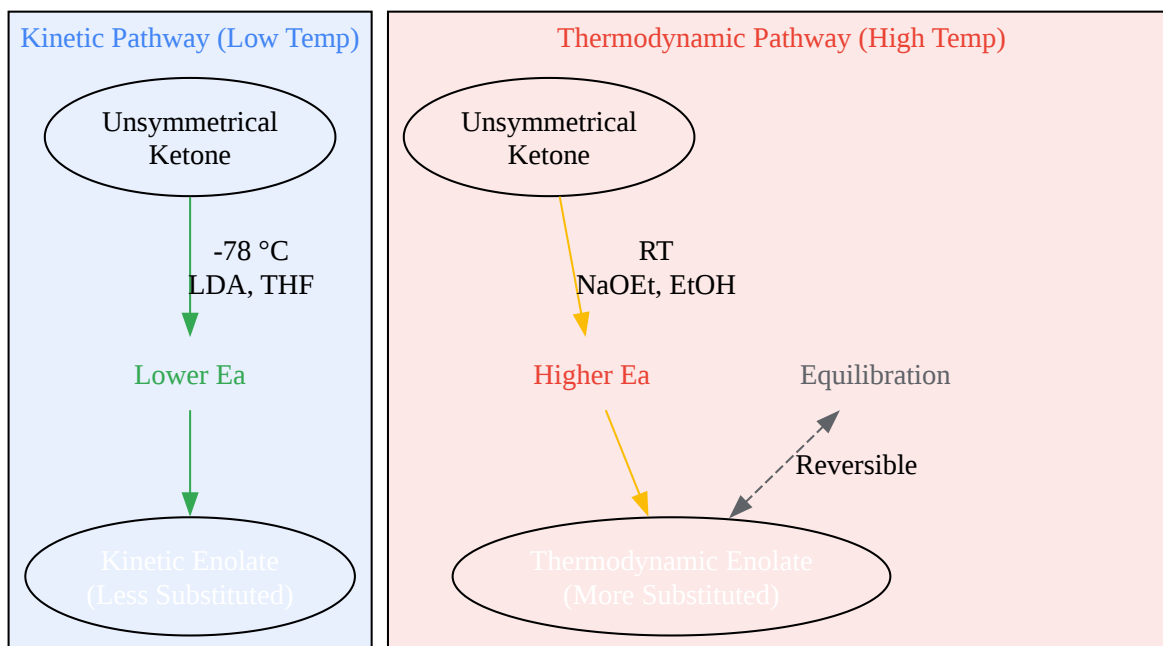 Kinetic Pathway (Low Temp)
Unsymmetrical
Ketone
-78 °C
LDA, THF
Lower Ea
Kinetic Enolate
(Less Substituted)
Thermodynamic Pathway (High Temp)
Unsymmetrical
Ketone
RT
NaOEt, EtOH
Higher Ea
Equilibration
Reversible
Thermodynamic Enolate
(More Substituted)